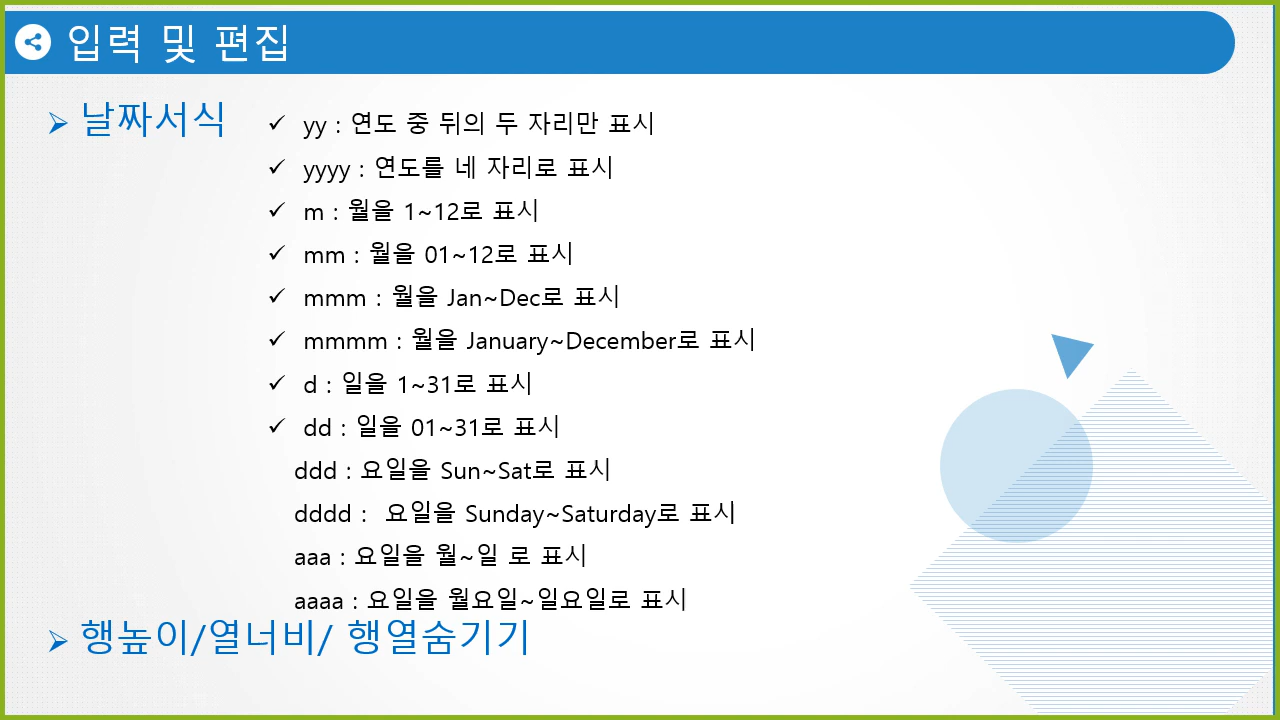 입력 및 편집
➢ 날짜서식
✓ yy : 연도 중 뒤의 두 자리만 표시
✓ yyyy : 연도를 네 자리로 표시
✓ m : 월을 1~12로 표시
✓ mm : 월을 01~12로 표시
✓ mmm : 월을 Jan~Dec로 표시
✓ mmmm : 월을 January~December로 표시
✓ d : 일을 1~31로 표시
✓ dd : 일을 01~31로 표시
ddd : 요일을 Sun~Sat로 표시
dddd : 요일을 Sunday~Saturday로 표시
aaa : 요일을 월~일 로 표시
aaaa : 요일을 월요일~일요일로 표시
➢ 행높이/열너비/ 행열숨기기